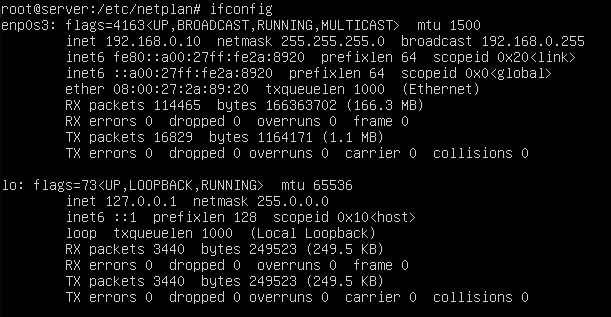 root@server:/etc/netplan# ifconfig
enp0s3: flags=4163<UP,BROADCAST,RUNNING,MULTICAST>  mtu 1500
        inet 192.168.0.10  netmask 255.255.255.0  broadcast 192.168.0.255
        inet6 fe80::a00:27ff:fe2a:8920  prefixlen 64  scopeid 0x20<link>
        inet6 ::a00:27ff:fe2a:8920  prefixlen 64  scopeid 0x0<global>
        ether 08:00:27:2a:89:20  txqueuelen 1000  (Ethernet)
        RX packets 114465  bytes 166363702 (166.3 MB)
        RX errors 0  dropped 0  overruns 0  frame 0
        TX packets 16829  bytes 1164171 (1.1 MB)
        TX errors 0  dropped 0 overruns 0  carrier 0  collisions 0

lo: flags=73<UP,LOOPBACK,RUNNING>  mtu 65536
        inet 127.0.0.1  netmask 255.0.0.0
        inet6 ::1  prefixlen 128  scopeid 0x10<host>
        loop  txqueuelen 1000  (Local Loopback)
        RX packets 3440  bytes 249523 (249.5 KB)
        RX errors 0  dropped 0  overruns 0  frame 0
        TX packets 3440  bytes 249523 (249.5 KB)
        TX errors 0  dropped 0 overruns 0  carrier 0  collisions 0